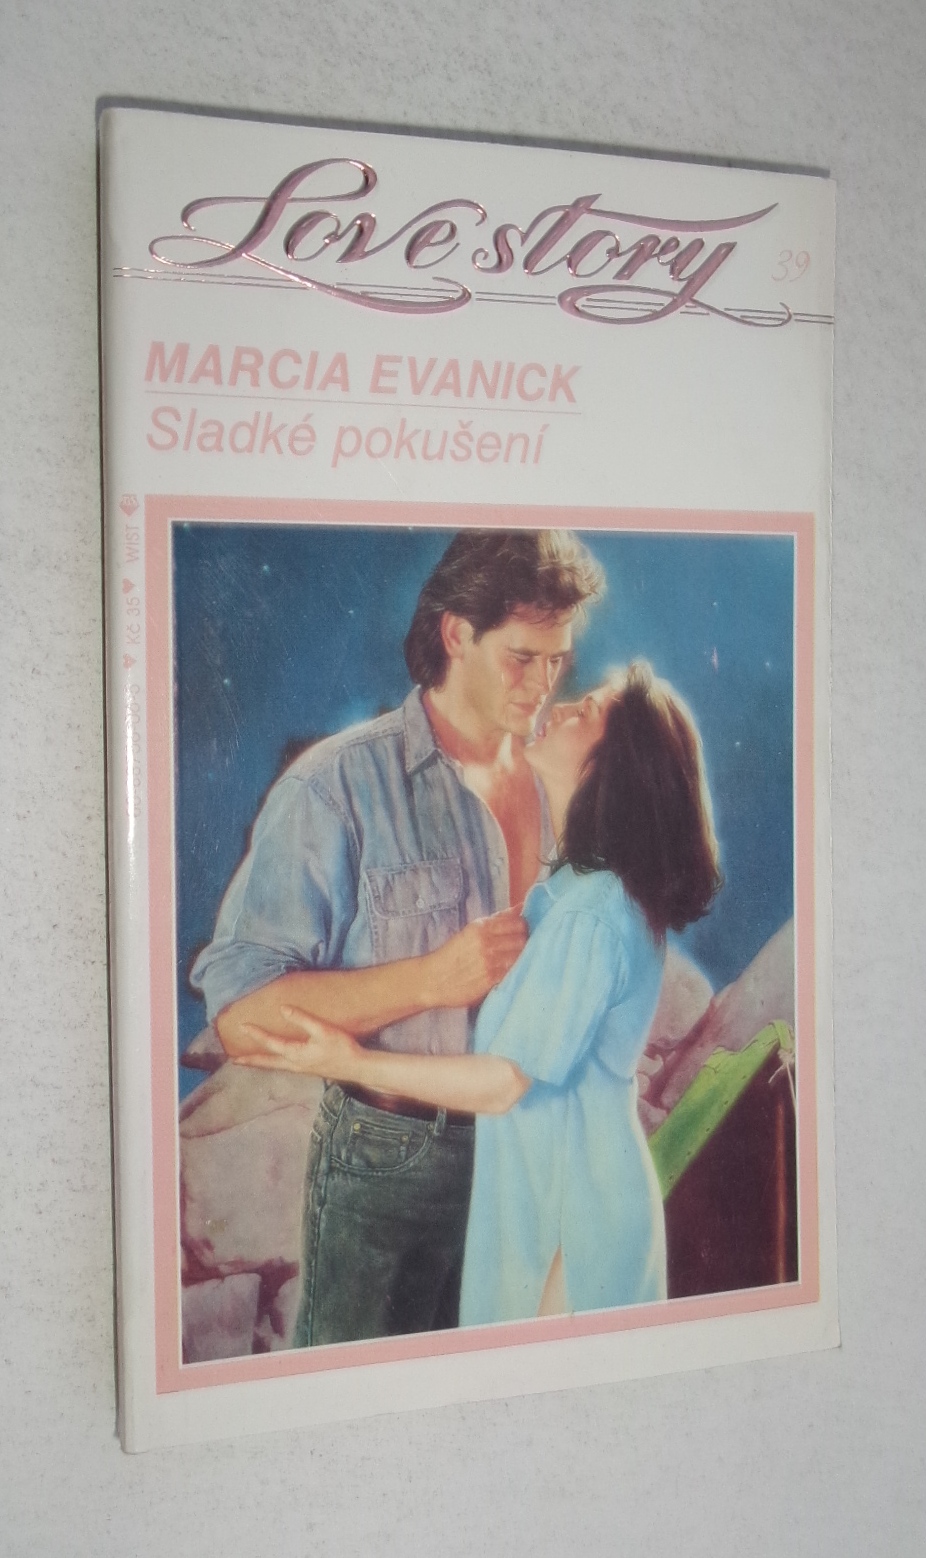 Love story
39
MARCIA EVANICK
Sladké pokušení
Kč 35 WIST